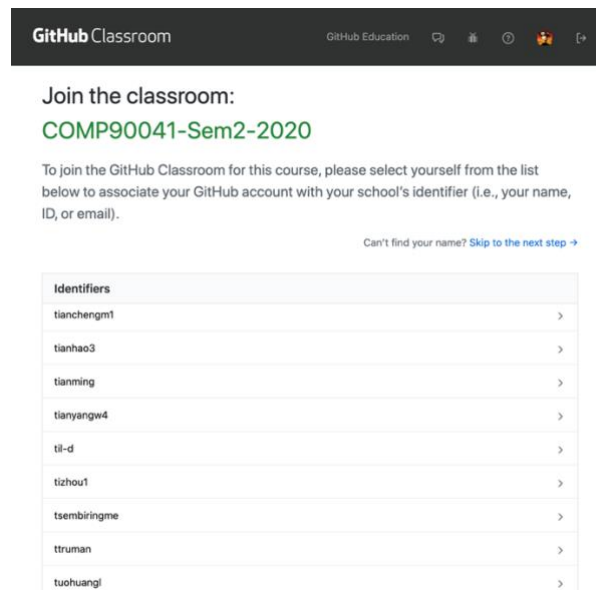 GitHub Classroom GitHub Education
Join the classroom:
COMP90041-Sem2-2020
To join the GitHub Classroom for this course, please select yourself from the list
below to associate your GitHub account with your school's identifier (i.e., your name,
ID, or email).
Can't find your name? Skip to the next step →
Identifiers
tianchengm1
tianhao3
tianming
tianyangw4
til-d
tizhou1
tsembiringme
ttruman
tuohuangl